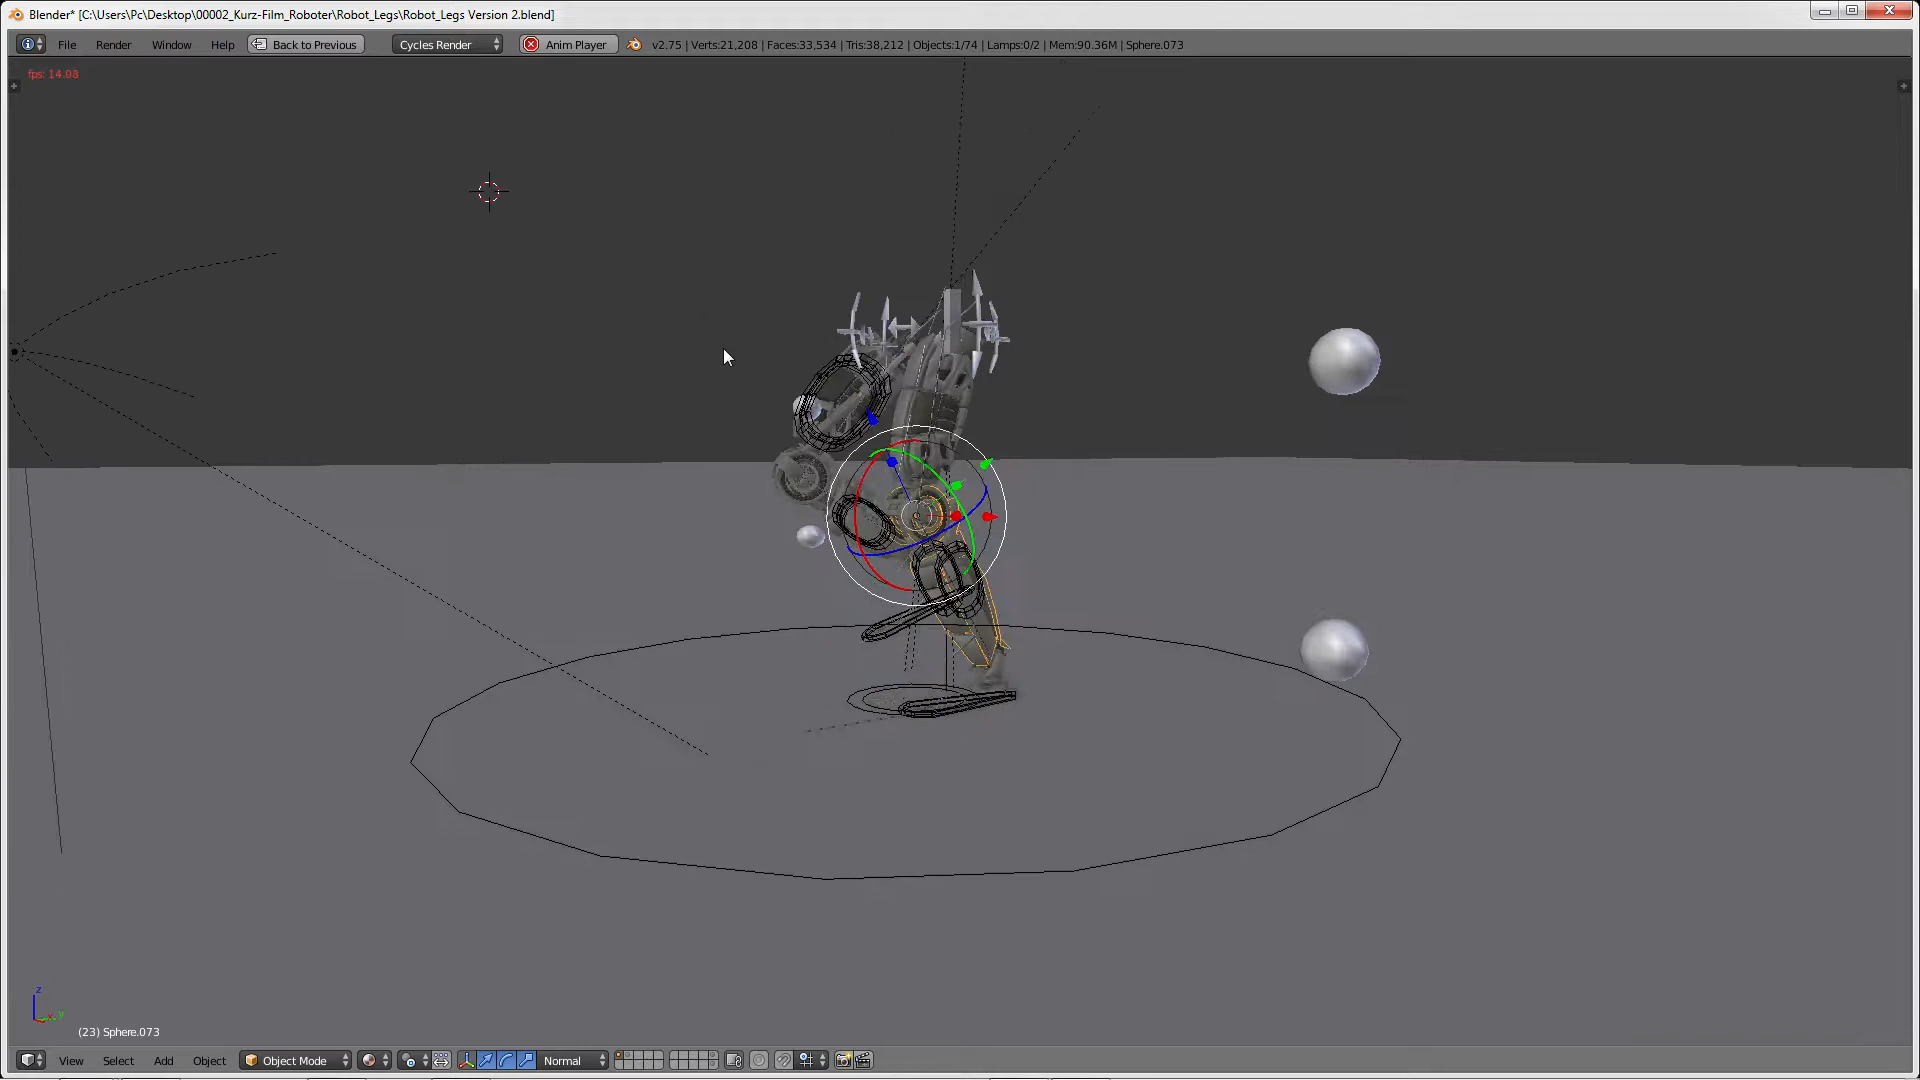 Blender* [C:\Users\Pc\Desktop\00002_Kurz-Film_Roboter\Robot_Legs\Robot_Legs Version 2.blend]
File Render Window Help Back to Previous Cycles Render Anim Player v2.75 | Verts:21,208 | Faces:33,534 | Tris:38,212 | Objects:1/74 | Lamps:0/2 | Mem:90.36M | Sphere.073
fps: 14.08
z
y
(23) Sphere.073
View Select Add Object Object Mode Normal